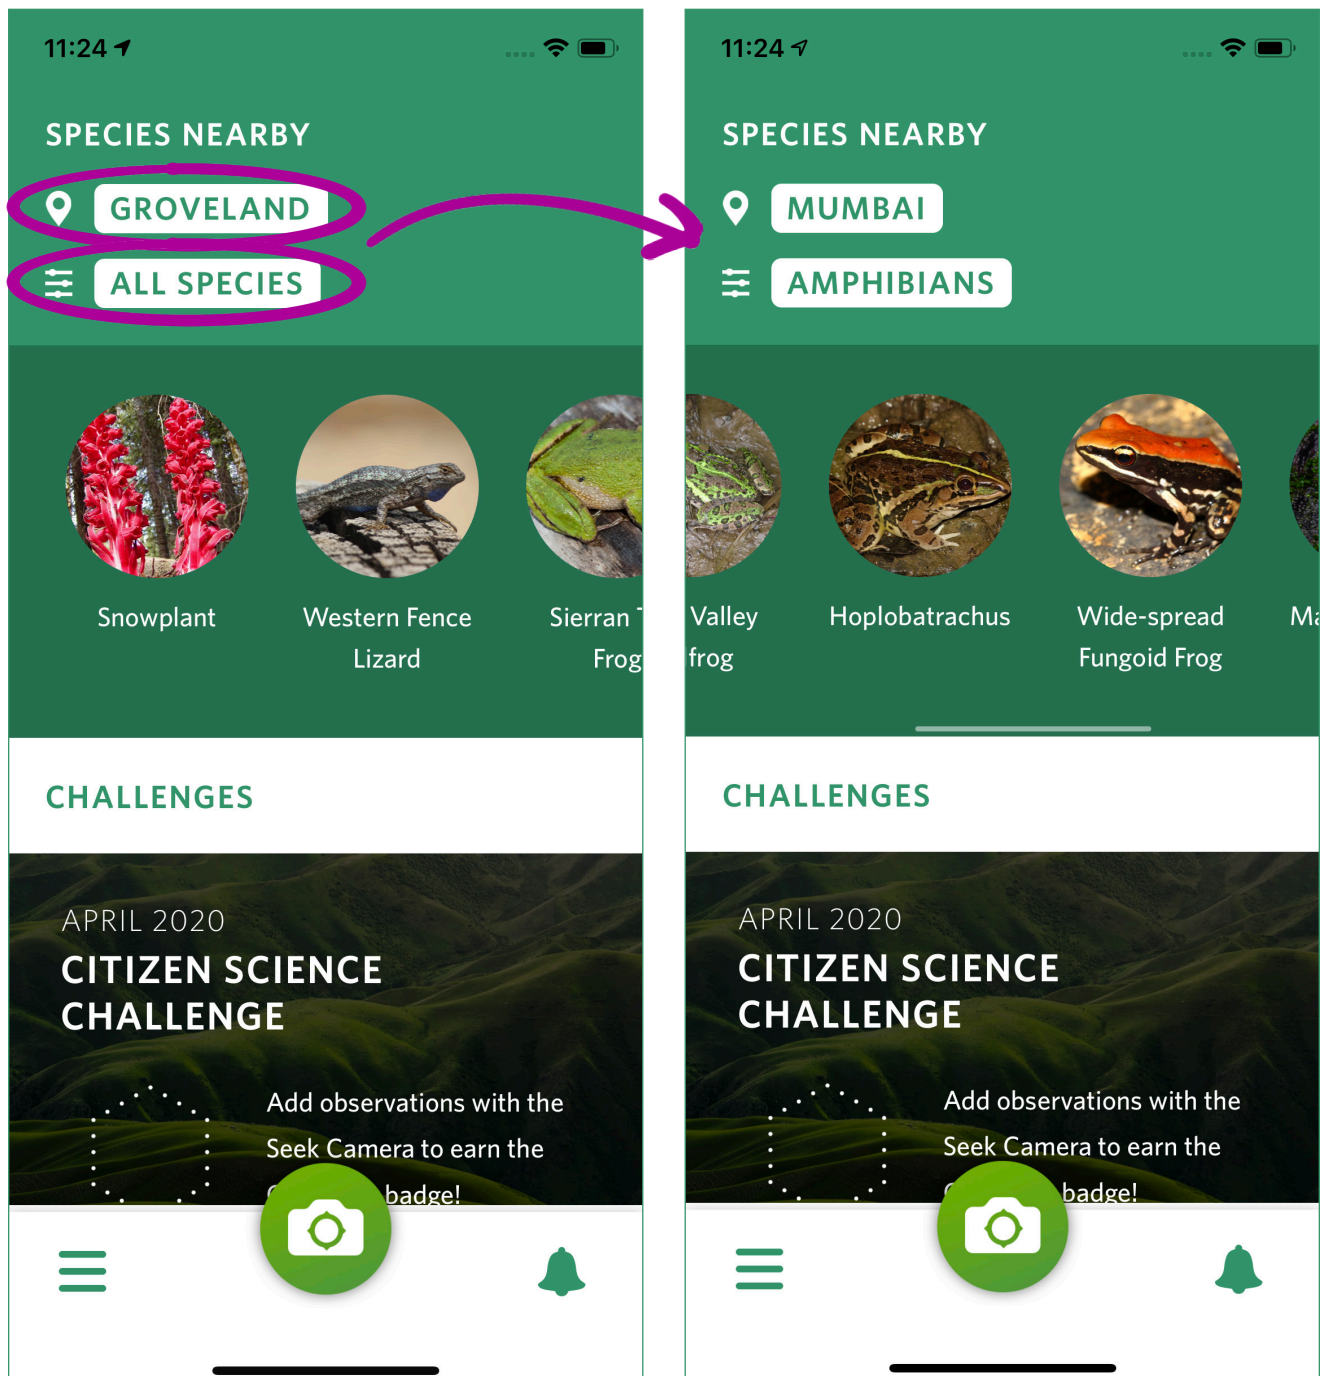 11:24
SPECIES NEARBY
GROVELAND
ALL SPECIES
Snowplant
Western Fence
Lizard
Sierran
Frog
CHALLENGES
APRIL 2020
CITIZEN SCIENCE
CHALLENGE
Add observations with the
Seek Camera to earn the
badge!
11:24
SPECIES NEARBY
MUMBAI
AMPHIBIANS
Valley
frog
Hoplobatrachus
Wide-spread
Fungoid Frog
CHALLENGES
APRIL 2020
CITIZEN SCIENCE
CHALLENGE
Add observations with the
Seek Camera to earn the
badge!